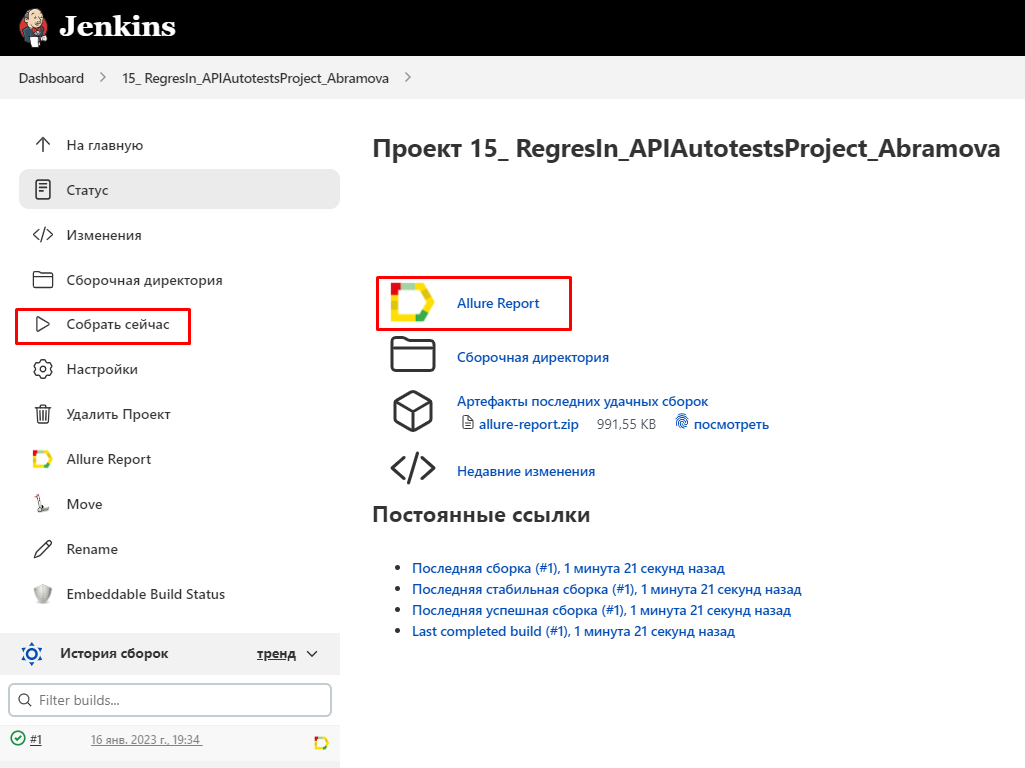 Jenkins
Dashboard
15_ RegresIn_APIAutotestsProject_Abramova
На главную
Статус
Изменения
Сборочная директория
Собрать сейчас
Настройки
Удалить Проект
Allure Report
Move
Rename
Embeddable Build Status
История сборок
тренд
Filter builds...
#1
16 янв. 2023 г., 19:34
Проект 15_ RegresIn_APIAutotestsProject_Abramova
Allure Report
Сборочная директория
Артефакты последних удачных сборок
allure-report.zip 991,55 KB посмотреть
Недавние изменения
Постоянные ссылки
Последняя сборка (#1), 1 минута 21 секунд назад
Последняя стабильная сборка (#1), 1 минута 21 секунд назад
Последняя успешная сборка (#1), 1 минута 21 секунд назад
Last completed build (#1), 1 минута 21 секунд назад